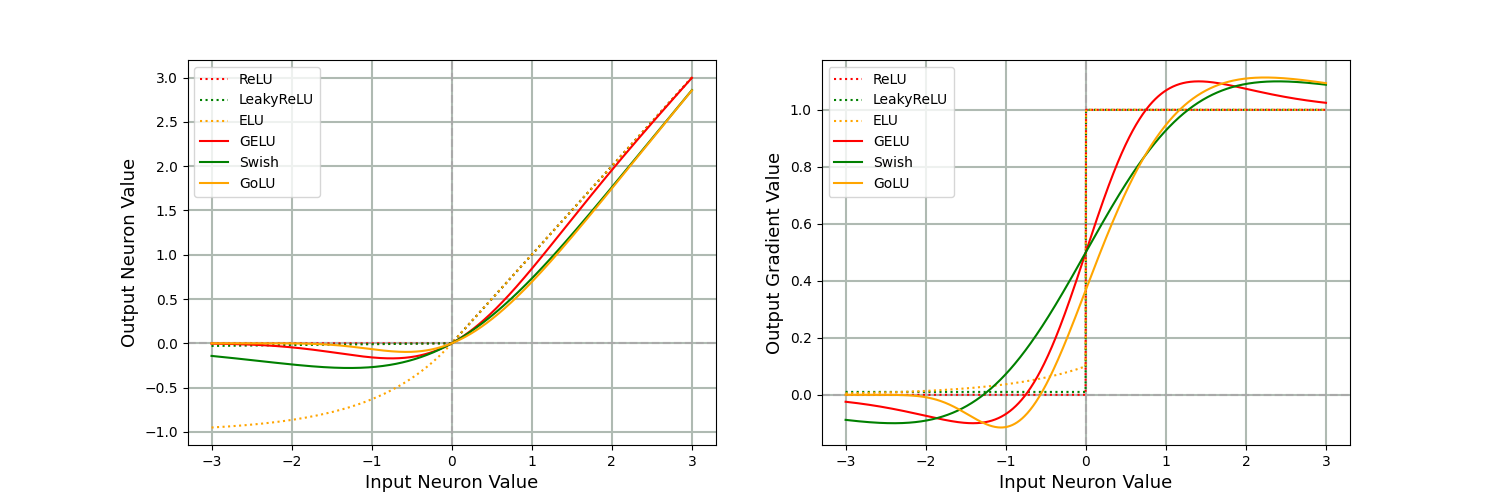 ReLU
LeakyReLU
ELU
GELU
Swish
GoLU
3.0
2.5
2.0
1.5
1.0
0.5
0.0
−0.5
−1.0
Output Neuron Value
−3 −2 −1 0 1 2 3
Input Neuron Value
ReLU
LeakyReLU
ELU
GELU
Swish
GoLU
1.0
0.8
0.6
0.4
0.2
0.0
Output Gradient Value
−3 −2 −1 0 1 2 3
Input Neuron Value